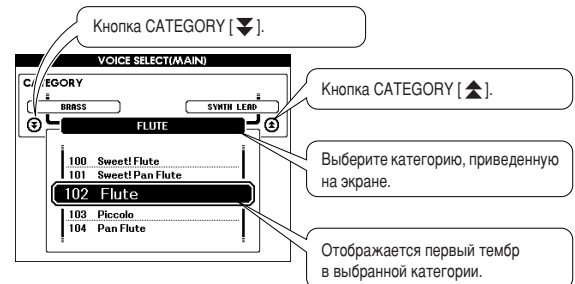 Кнопка CATEGORY [ ].
VOICE SELECT(MAIN)
CATEGORY
BRASS
SYNTH LEAD
FLUTE
Кнопка CATEGORY [ ].
100 Sweet! Flute
101 Sweet! Pan Flute
102 Flute
103 Piccolo
104 Pan Flute
Выберите категорию, приведенную
на экране.
Отображается первый тембр
в выбранной категории.